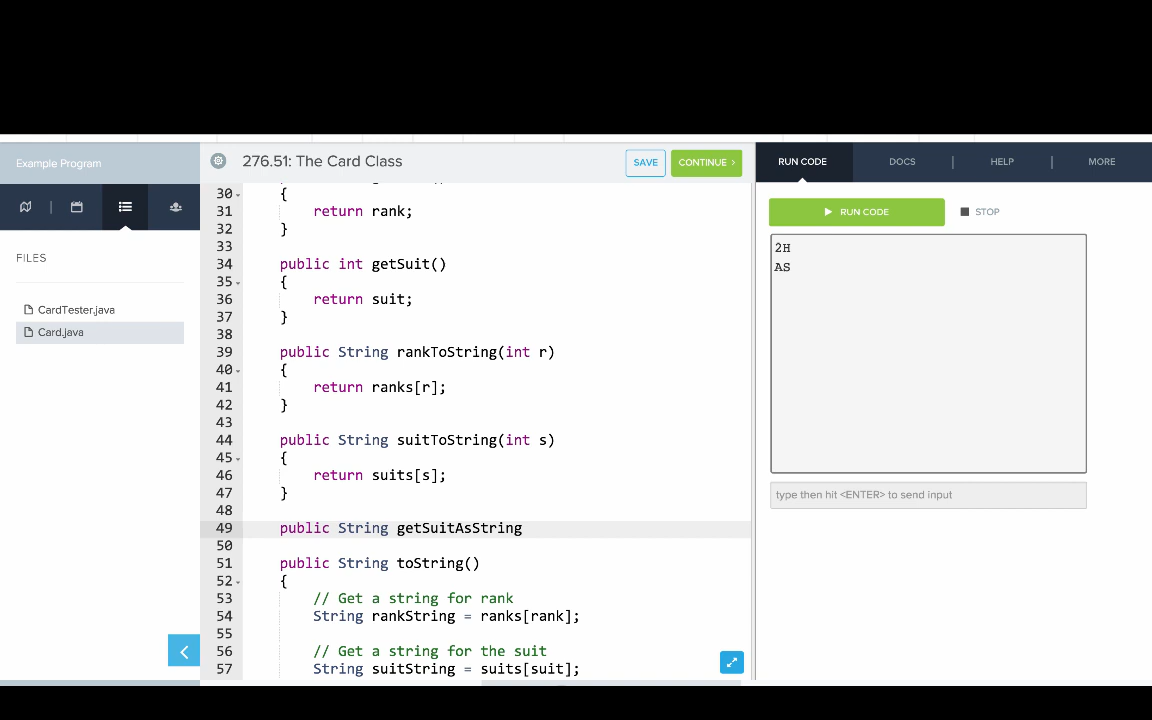 Example Program
276.51: The Card Class
SAVE
CONTINUE ›
RUN CODE
DOCS
|
HELP
|
MORE
FILES
CardTester.java
Card.java
30 {
31 return rank;
32 }
33
34 public int getSuit()
35 {
36 return suit;
37 }
38
39 public String rankToString(int r)
40 {
41 return ranks[r];
42 }
43
44 public String suitToString(int s)
45 {
46 return suits[s];
47 }
48
49 public String getSuitAsString
50
51 public String toString()
52 {
53 // Get a string for rank
54 String rankString = ranks[rank];
55
56 // Get a string for the suit
57 String suitString = suits[suit];
RUN CODE
STOP
2H
AS
type then hit <ENTER> to send input